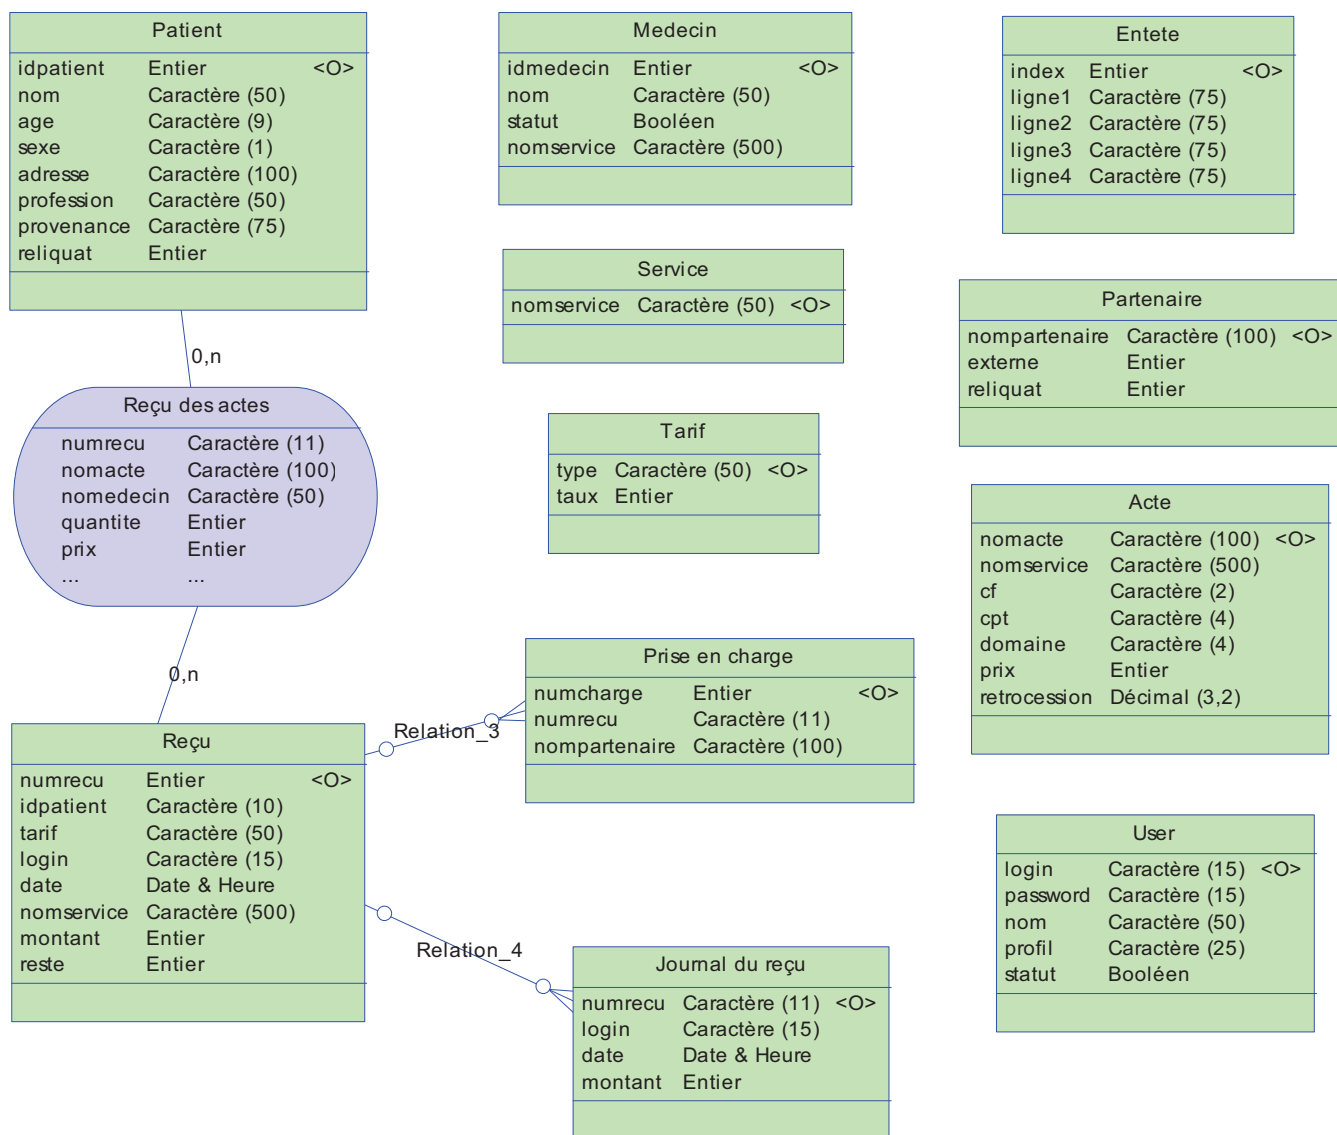 Patient
idpatient Entier <O>
nom Caractère (50)
age Caractère (9)
sexe Caractère (1)
adresse Caractère (100)
profession Caractère (50)
provenance Caractère (75)
reliquat Entier
Medecin
idmedecin Entier <O>
nom Caractère (50)
statut Booléen
nomservice Caractère (500)
Entete
index Entier <O>
ligne1 Caractère (75)
ligne2 Caractère (75)
ligne3 Caractère (75)
ligne4 Caractère (75)
Service
nomservice Caractère (50) <O>
Partenaire
nompartenaire Caractère (100) <O>
externe Entier
reliquat Entier
0,n
Reçu des actes
numrecu Caractère (11)
nomacte Caractère (100)
nomedecin Caractère (50)
quantite Entier
prix Entier
... ...
Tarif
type Caractère (50) <O>
taux Entier
Acte
nomacte Caractère (100) <O>
nomservice Caractère (500)
cf Caractère (2)
cpt Caractère (4)
domaine Caractère (4)
prix Entier
retrocession Décimal (3,2)
0,n
Prise en charge
numcharge Entier <O>
numrecu Caractère (11)
nompartenaire Caractère (100)
Relation_3
Reçu
numrecu Entier <O>
idpatient Caractère (10)
tarif Caractère (50)
login Caractère (15)
date Date & Heure
nomservice Caractère (500)
montant Entier
reste Entier
User
login Caractère (15) <O>
password Caractère (15)
nom Caractère (50)
profil Caractère (25)
statut Booléen
Relation_4
Journal du reçu
numrecu Caractère (11) <O>
login Caractère (15)
date Date & Heure
montant Entier